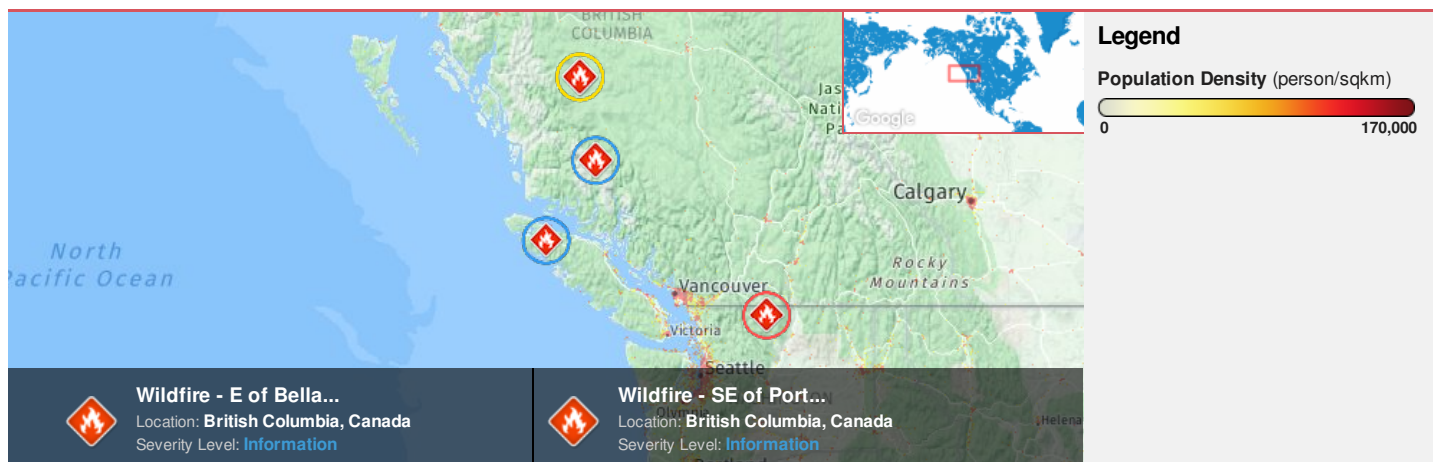 BRITISH
COLUMBIA
Jas
Nati
Pa
Google
Calgary
North
Pacific Ocean
Rocky
Mountains
Vancouver
Victoria
Seattle
Olympia
Helena
Legend
Population Density (person/sqkm)
0 170,000
Wildfire - E of Bella...
Location: British Columbia, Canada
Severity Level: Information
Wildfire - SE of Port...
Location: British Columbia, Canada
Severity Level: Information